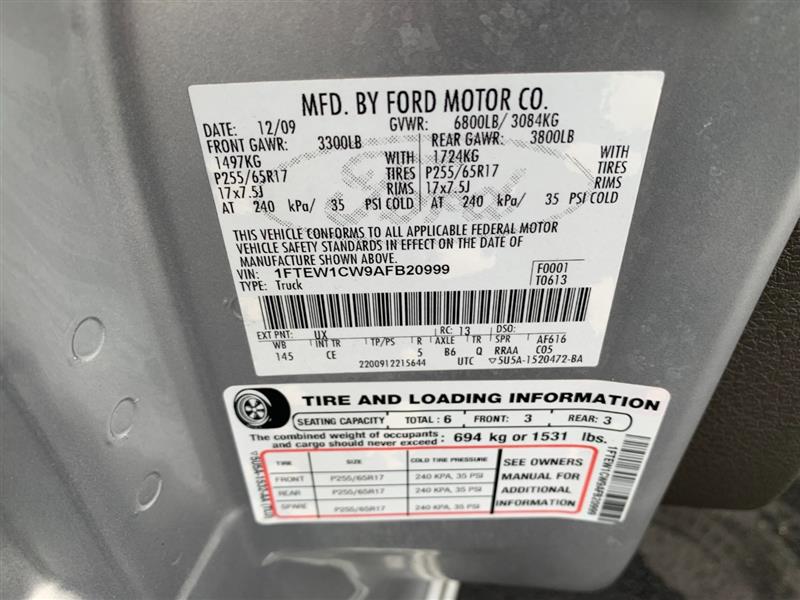 MFD. BY FORD MOTOR CO.
DATE: 12/09 GVWR: 6800LB/ 3084KG
FRONT GAWR: 3300LB REAR GAWR: 3800LB
1497KG WITH 1724KG WITH
P255/65R17 TIRES P255/65R17 TIRES
17x7.5J RIMS 17x7.5J RIMS
AT 240 kPa/ 35 PSI COLD AT 240 kPa/ 35 PSI COLD
Ford
THIS VEHICLE CONFORMS TO ALL APPLICABLE FEDERAL MOTOR
VEHICLE SAFETY STANDARDS IN EFFECT ON THE DATE OF
MANUFACTURE SHOWN ABOVE.
VIN: 1FTEW1CW9AFB20999 F0001
TYPE: Truck T0613
EXT PNT: UX RC: 13 DSO:
WB INT TR TP/PS R AXLE TR SPR AF616
145 CE 5 B6 Q RRAA C05
2200912215644 UTC ▽5U5A-1520472-BA
TIRE AND LOADING INFORMATION
SEATING CAPACITY TOTAL: 6 FRONT: 3 REAR: 3
The combined weight of occupants
and cargo should never exceed: 694 kg or 1531 lbs.
TIRE SIZE COLD TIRE PRESSURE
FRONT P255/65R17 240 KPA, 35 PSI
REAR P255/65R17 240 KPA, 35 PSI
SPARE P255/65R17 240 KPA, 35 PSI
SEE OWNERS
MANUAL FOR
ADDITIONAL
INFORMATION
1FTEW1CW9AFB20999